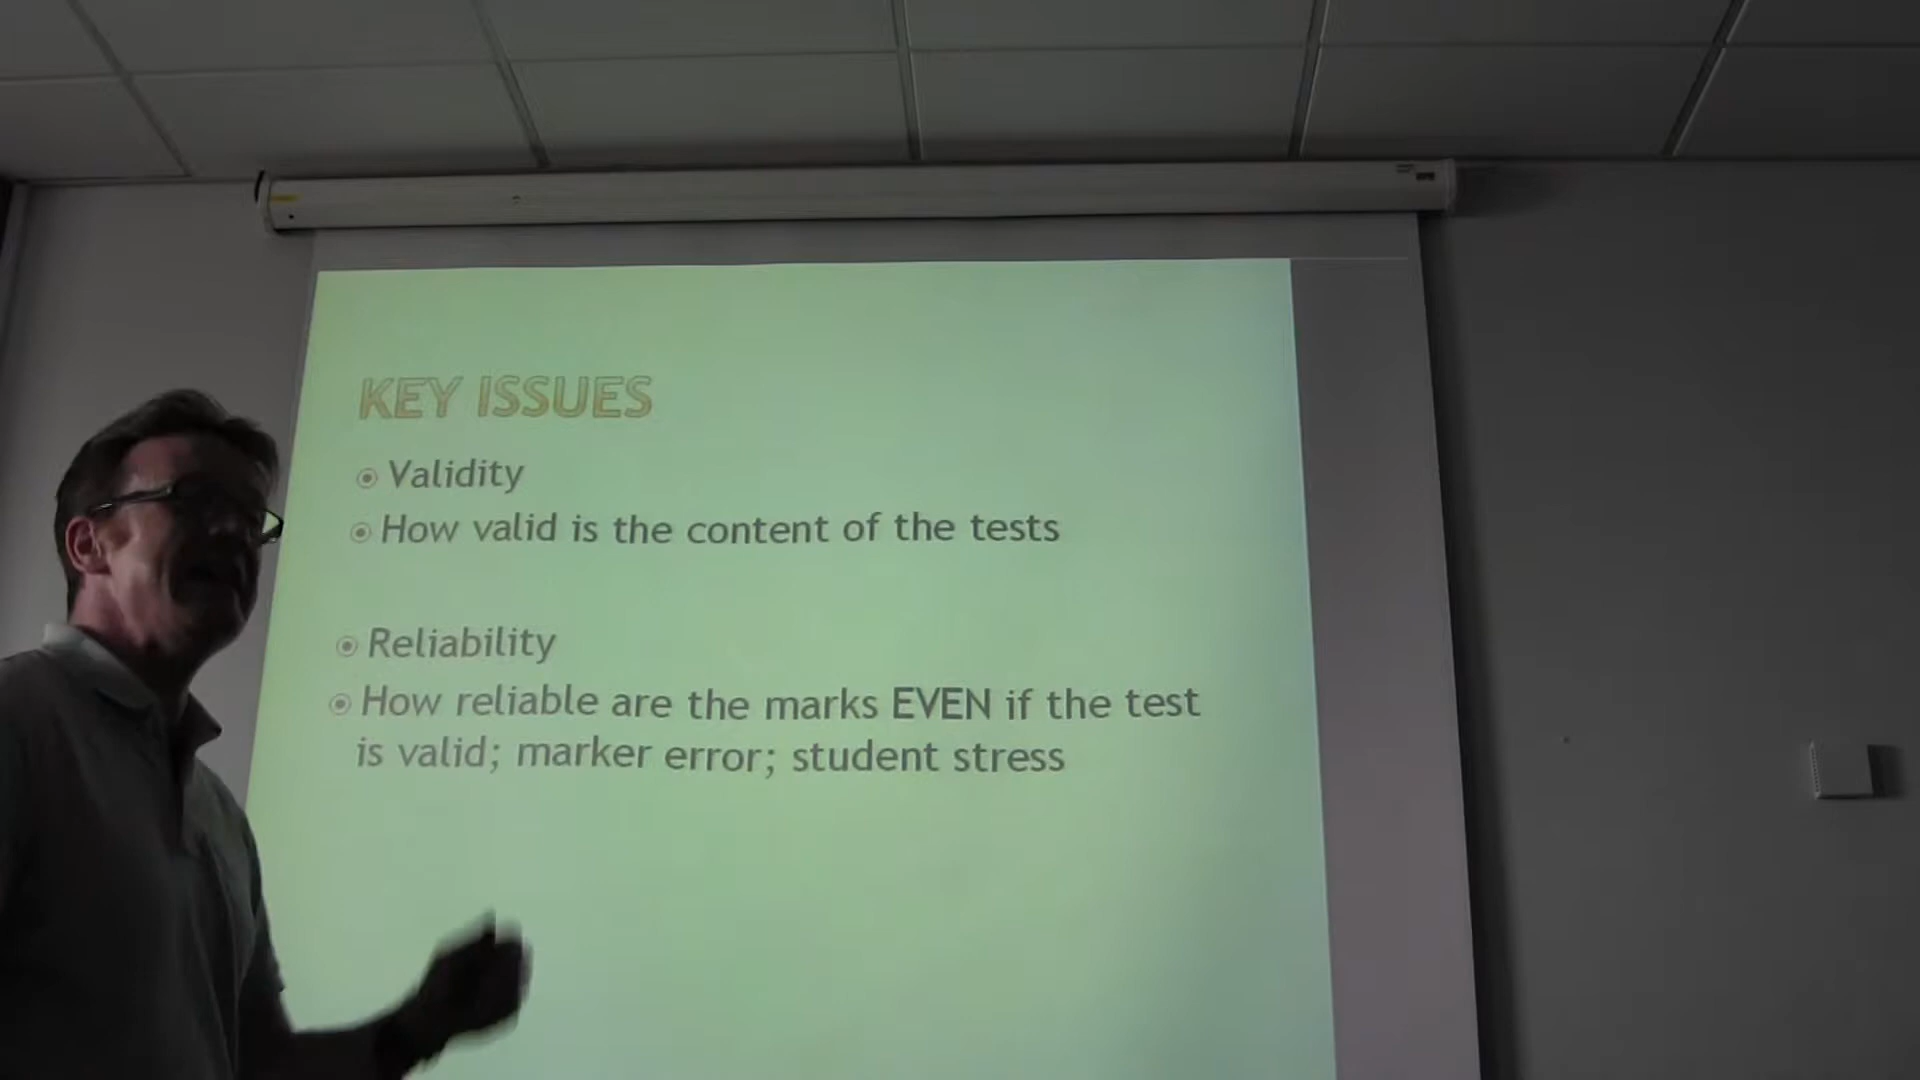 KEY ISSUES
Validity
How valid is the content of the tests
Reliability
How reliable are the marks EVEN if the test
is valid; marker error; student stress